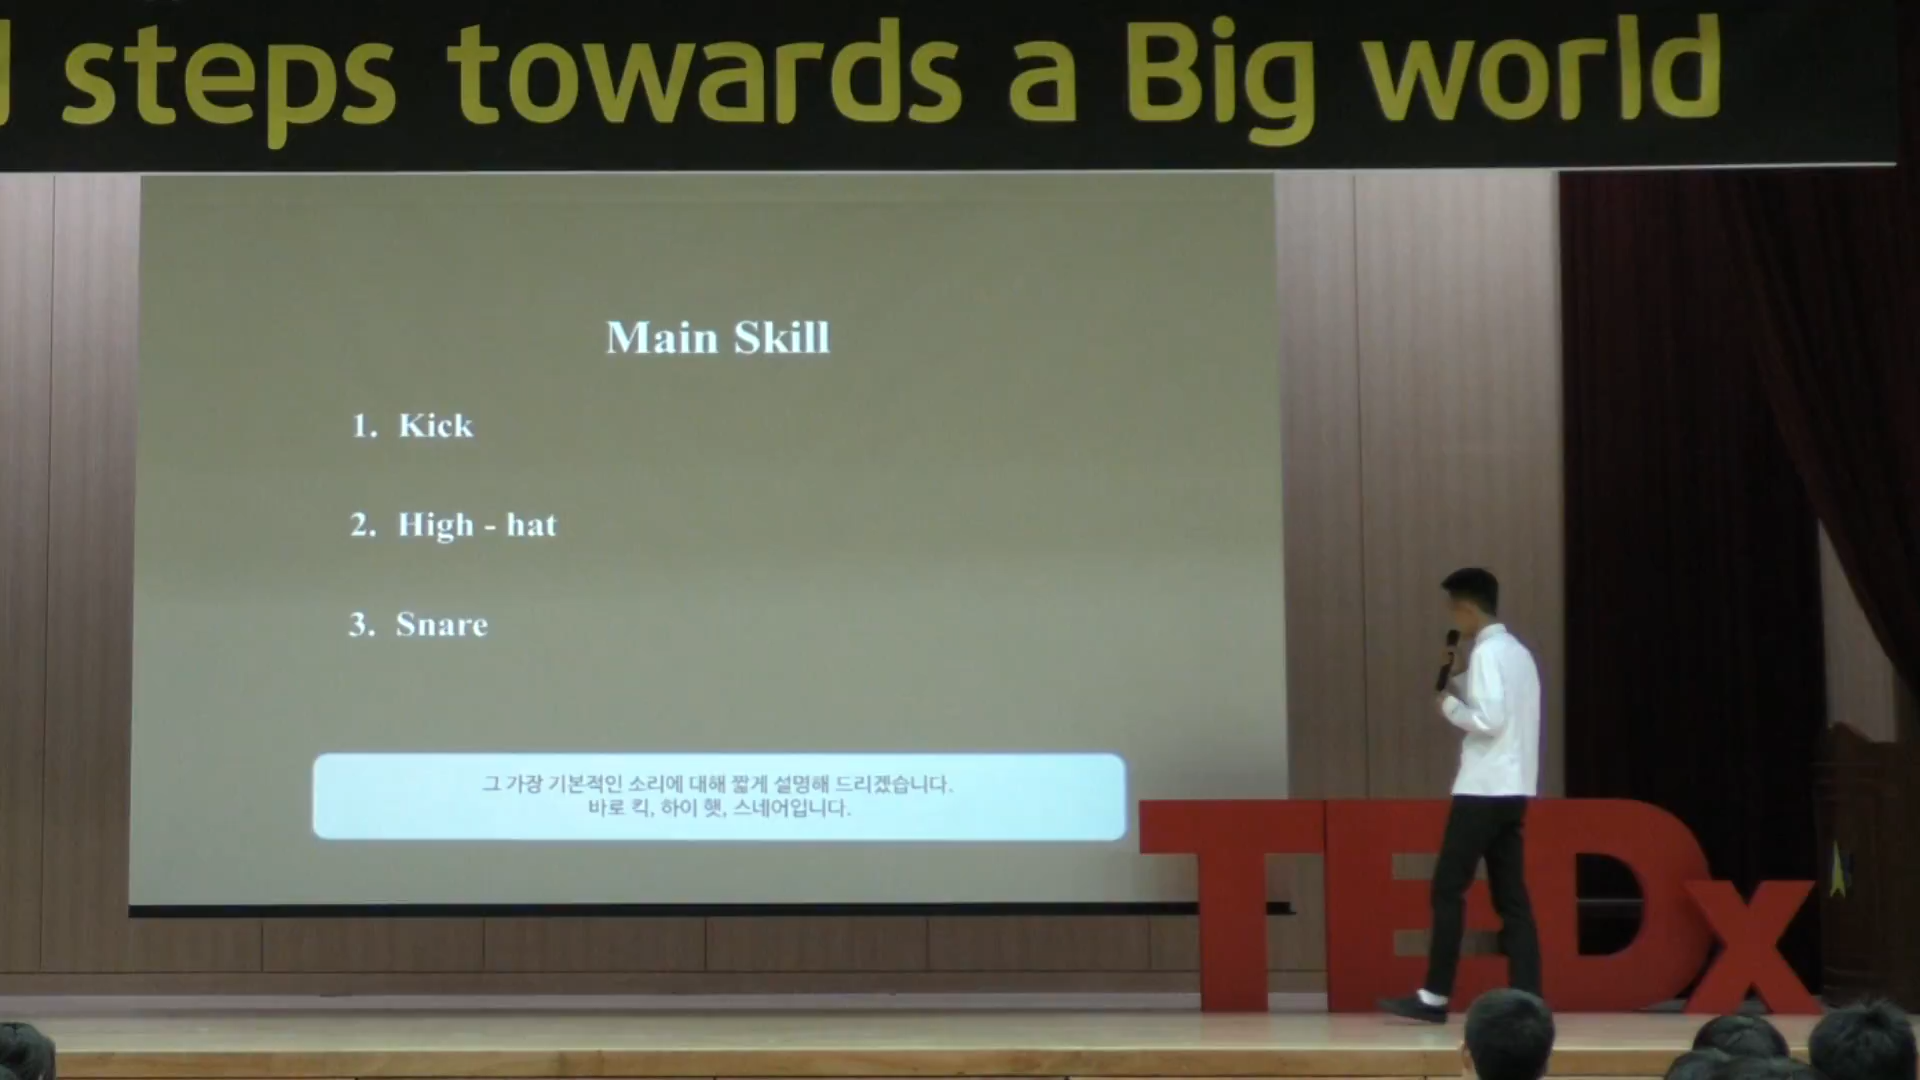 steps towards a Big world
Main Skill
1. Kick
2. High - hat
3. Snare
그 가장 기본적인 소리에 대해 짧게 설명해 드리겠습니다.
바로 킥, 하이 햇, 스네어입니다.
TEDx